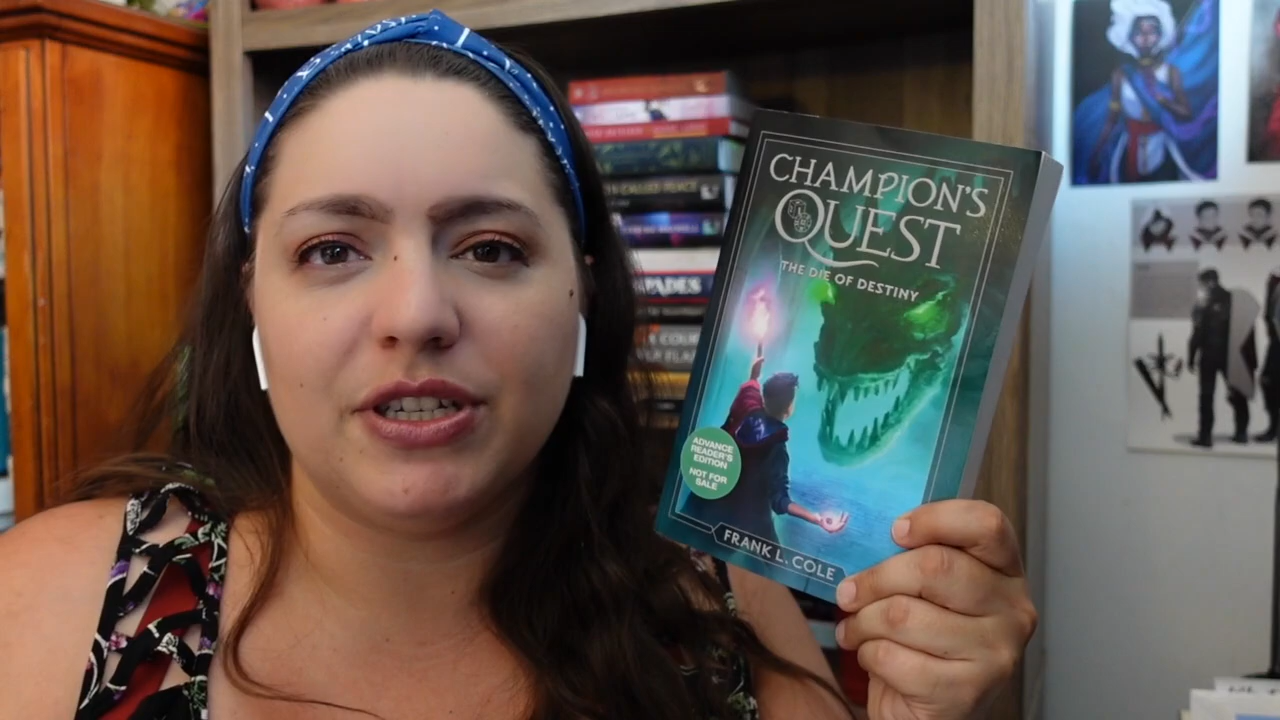 CHAMPION'S
QUEST
THE DIE OF DESTINY
ADVANCE
READER'S
EDITION
NOT FOR
SALE
FRANK L. COLE